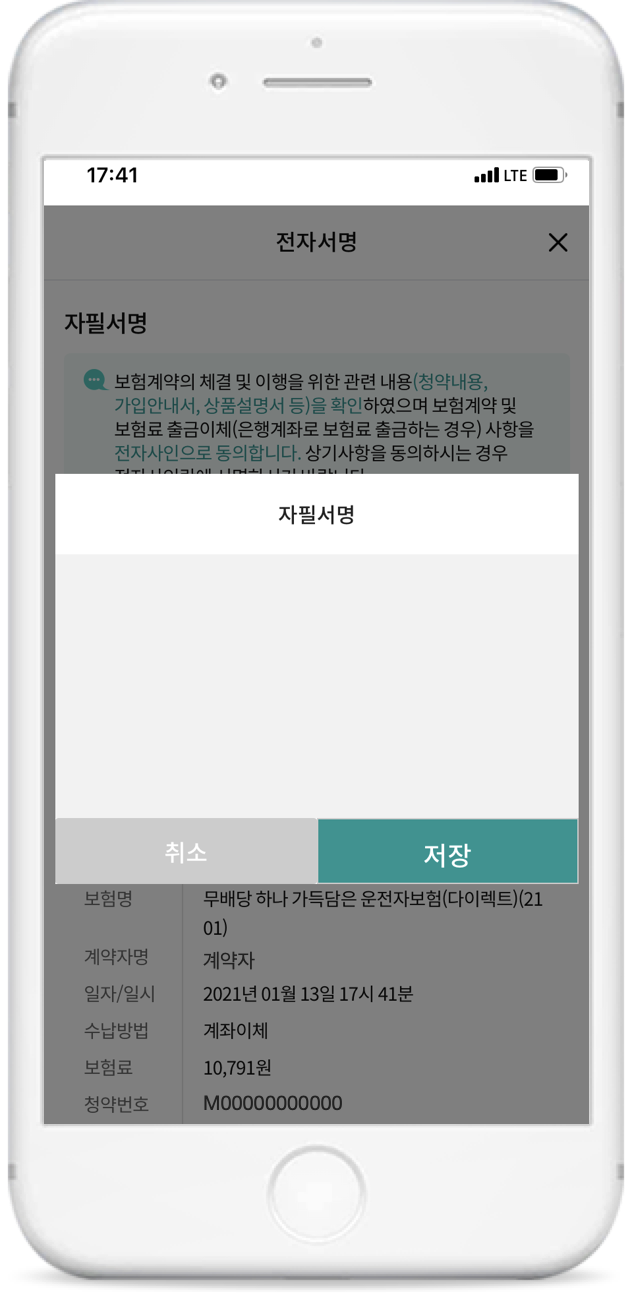 17:41
LTE
전자서명
자필서명
보험계약의 체결 및 이행을 위한 관련 내용(청약내용,
가입안내서, 상품설명서 등)을 확인하였으며 보험계약 및
보험료 출금이체(은행계좌로 보험료 출금하는 경우) 사항을
전자사인으로 동의합니다. 상기사항을 동의하시는 경우
자필서명
취소
저장
보험명
무배당 하나 가득담은 운전자보험(다이렉트)(21
01)
계약자명
계약자
일자/일시
2021년 01월 13일 17시 41분
수납방법
계좌이체
보험료
10,791원
청약번호
M00000000000